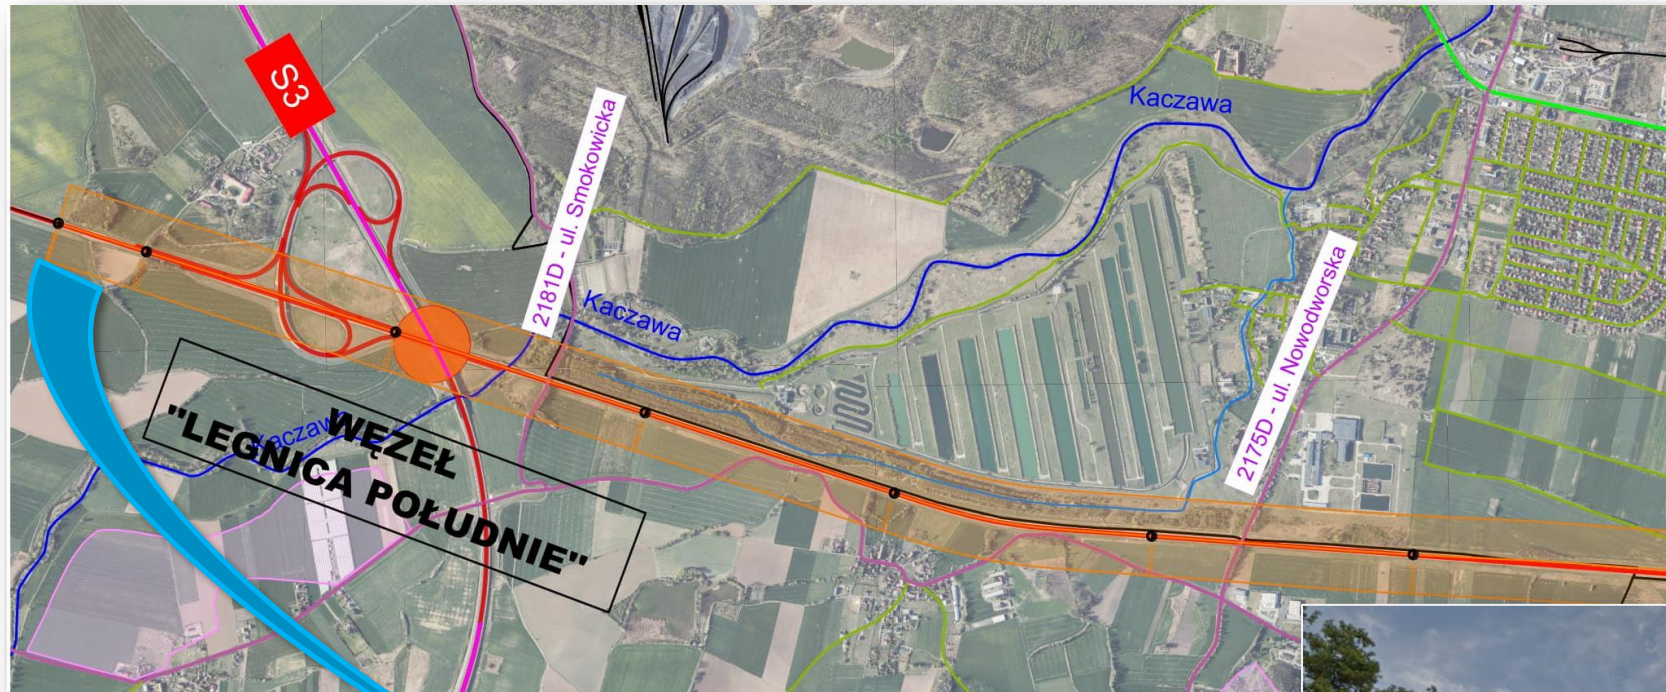 S3
Kaczawa
2181D - ul. Smokowicka
Kaczawa
2175D - ul. Nowodworska
Kaczawa
WĘZEŁ
"LEGNICA POŁUDNIE"